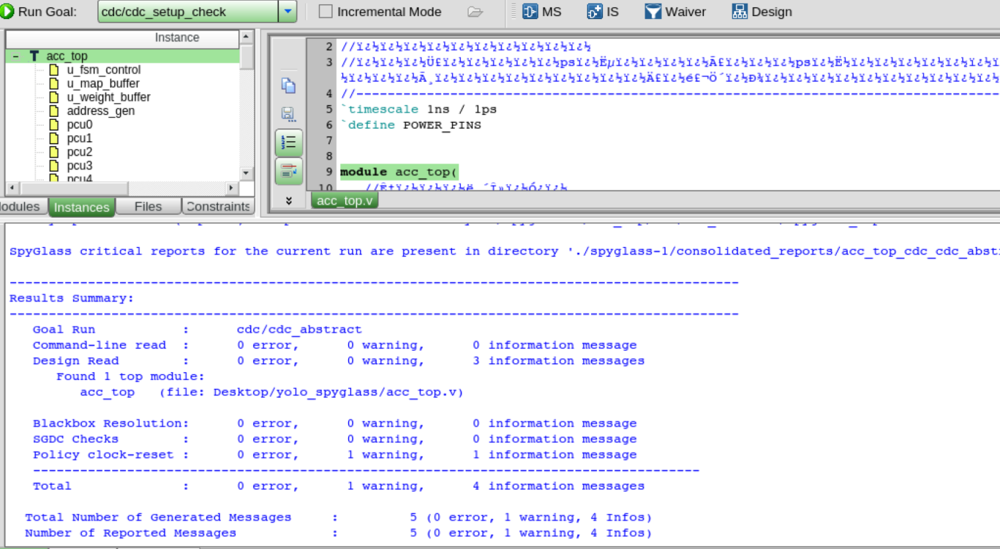 Run Goal: cdc/cdc_setup_check Incremental Mode MS IS Waiver Design
Instance
acc_top
u_fsm_control
u_map_buffer
u_weight_buffer
address_gen
pcu0
pcu1
pcu2
pcu3
pcu4
Instances Files Constraints
2 //
3 //
4 //--------------------------------------------------------------------------------
5 `timescale 1ns / 1ps
6 `define POWER_PINS
7
8
9 module acc_top(
10 //
acc_top.v
SpyGlass critical reports for the current run are present in directory './spyglass-1/consolidated_reports/acc_top_cdc_cdc_abst
---------------------------------------------------------------------------------------------
Results Summary:
---------------------------------------------------------------------------------------------
Goal Run : cdc/cdc_abstract
Command-line read : 0 error, 0 warning, 0 information message
Design Read : 0 error, 0 warning, 3 information messages
Found 1 top module:
acc_top (file: Desktop/yolo_spyglass/acc_top.v)
Blackbox Resolution: 0 error, 0 warning, 0 information message
SGDC Checks : 0 error, 0 warning, 0 information message
Policy clock-reset : 0 error, 1 warning, 1 information message
-------------------------------------------------------------------------------------
Total : 0 error, 1 warning, 4 information messages
Total Number of Generated Messages : 5 (0 error, 1 warning, 4 Infos)
Number of Reported Messages : 5 (0 error, 1 warning, 4 Infos)